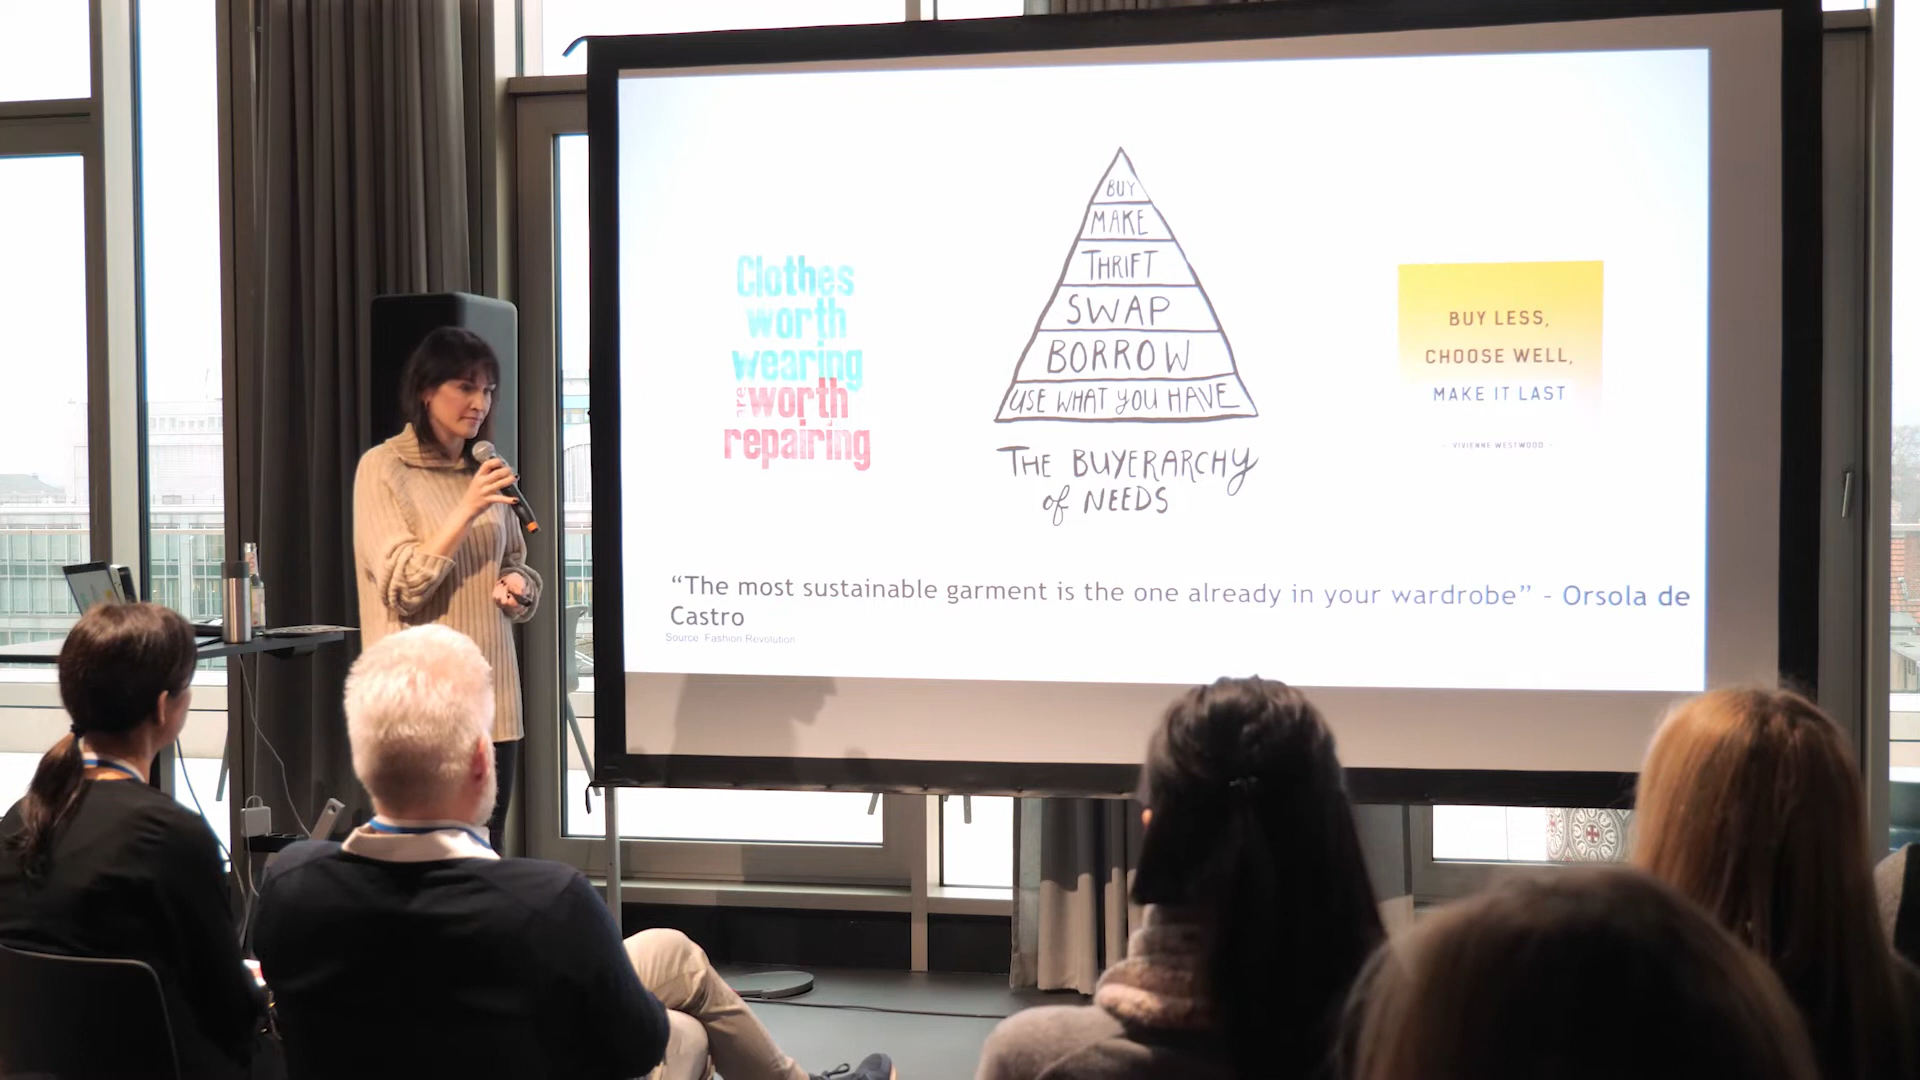 Clothes
worth
wearing
are worth
repairing
BUY
MAKE
THRIFT
SWAP
BORROW
USE WHAT YOU HAVE
THE BUYERARCHY
of NEEDS
BUY LESS,
CHOOSE WELL,
MAKE IT LAST
- VIVIENNE WESTWOOD -
“The most sustainable garment is the one already in your wardrobe” - Orsola de
Castro
Source: Fashion Revolution